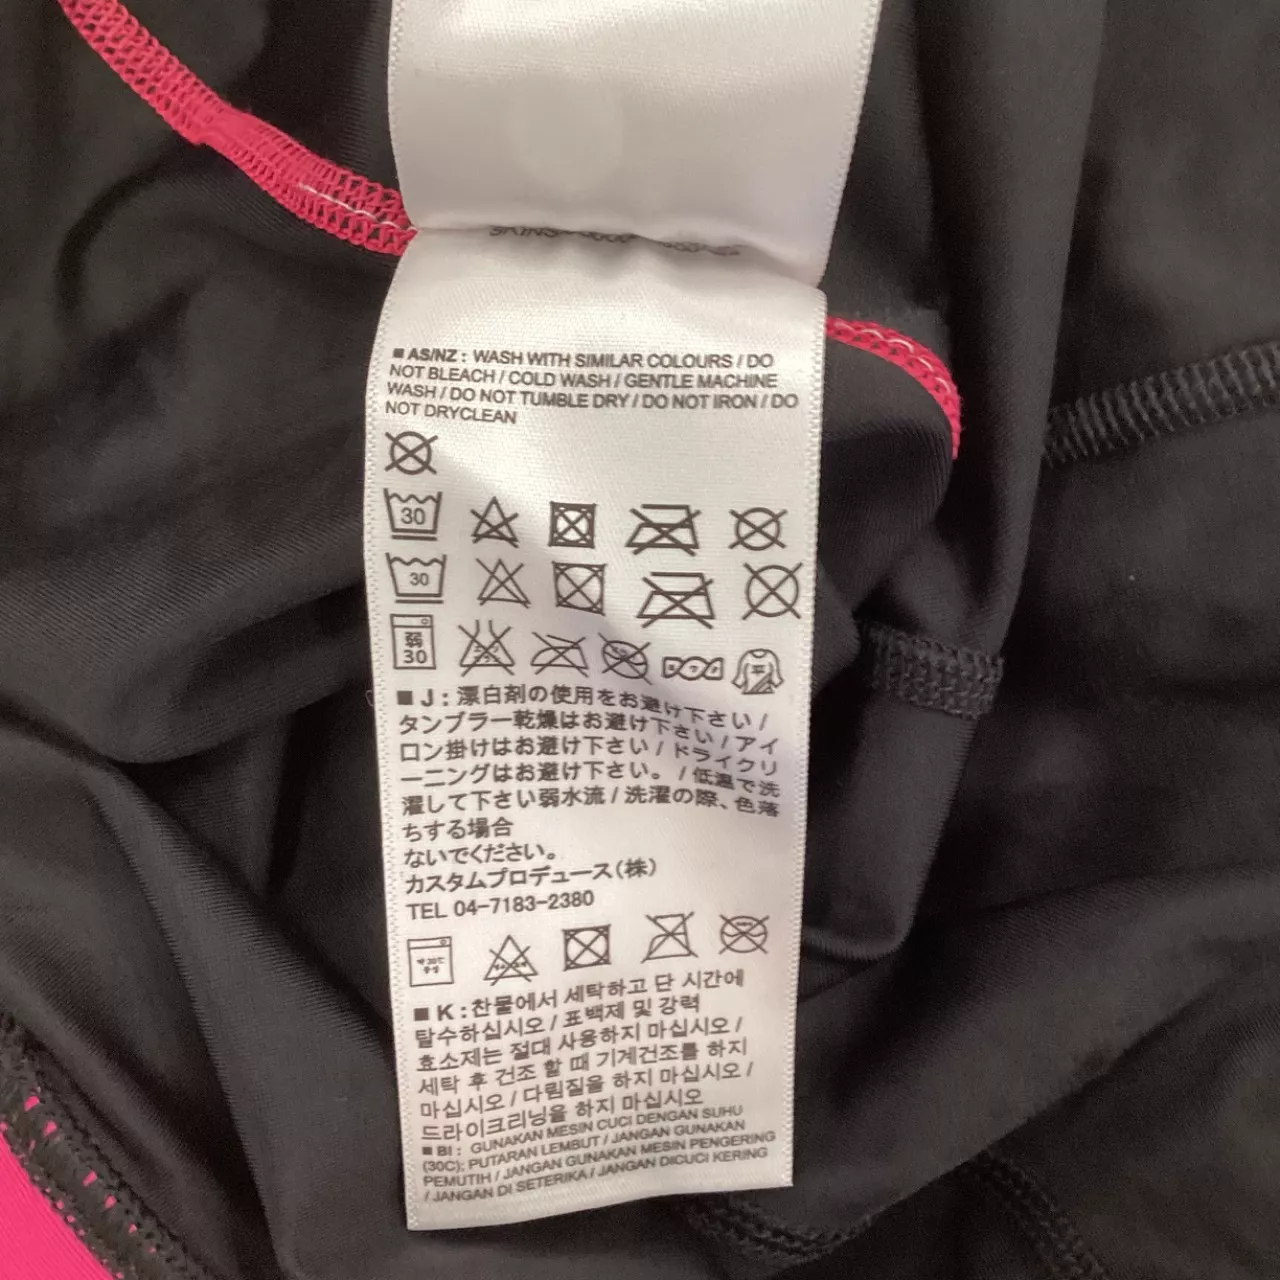 SKINS
■ AS/NZ : WASH WITH SIMILAR COLOURS / DO
NOT BLEACH / COLD WASH / GENTLE MACHINE
WASH / DO NOT TUMBLE DRY / DO NOT IRON / DO
NOT DRYCLEAN
30
30
弱
30
平
■ J : 漂白剤の使用をお避け下さい /
タンブラー乾燥はお避け下さい / アイ
ロン掛けはお避け下さい / ドライクリ
ーニングはお避け下さい。 / 低温で洗
濯して下さい弱水流 / 洗濯の際、色落
ちする場合
ないでください。
カスタムプロデュース(株)
TEL 04-7183-2380
■ K : 찬물에서 세탁하고 단 시간에
탈수하십시오 / 표백제 및 강력
효소제는 절대 사용하지 마십시오 /
세탁 후 건조 할 때 기계건조를 하지
마십시오 / 다림질을 하지 마십시오 /
드라이크리닝을 하지 마십시오
■ BI : GUNAKAN MESIN CUCI DENGAN SUHU
(30C); PUTARAN LEMBUT / JANGAN GUNAKAN
PEMUTIH / JANGAN GUNAKAN MESIN PENGERING
/ JANGAN DI SETERIKA / JANGAN DICUCI KERING